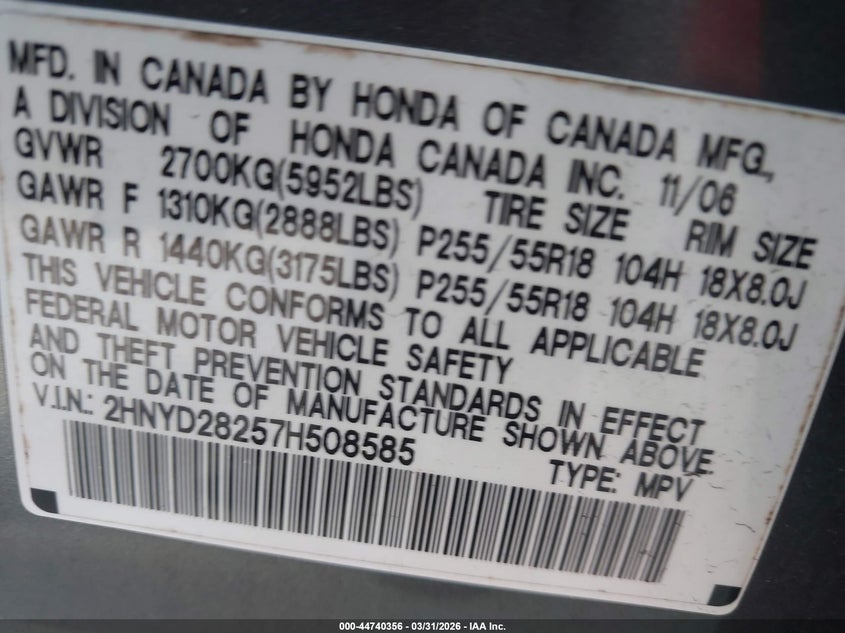 MFD. IN CANADA BY HONDA OF CANADA MFG.,
A DIVISION OF HONDA CANADA INC. 11/06
GVWR 2700KG(5952LBS) TIRE SIZE RIM SIZE
GAWR F 1310KG(2888LBS) P255/55R18 104H 18X8.0J
GAWR R 1440KG(3175LBS) P255/55R18 104H 18X8.0J
THIS VEHICLE CONFORMS TO ALL APPLICABLE
FEDERAL MOTOR VEHICLE SAFETY
AND THEFT PREVENTION STANDARDS IN EFFECT
ON THE DATE OF MANUFACTURE SHOWN ABOVE.
V.I.N.: 2HNYD28257H508585 TYPE: MPV
000-44740356 - 03/31/2026 - IAA Inc.